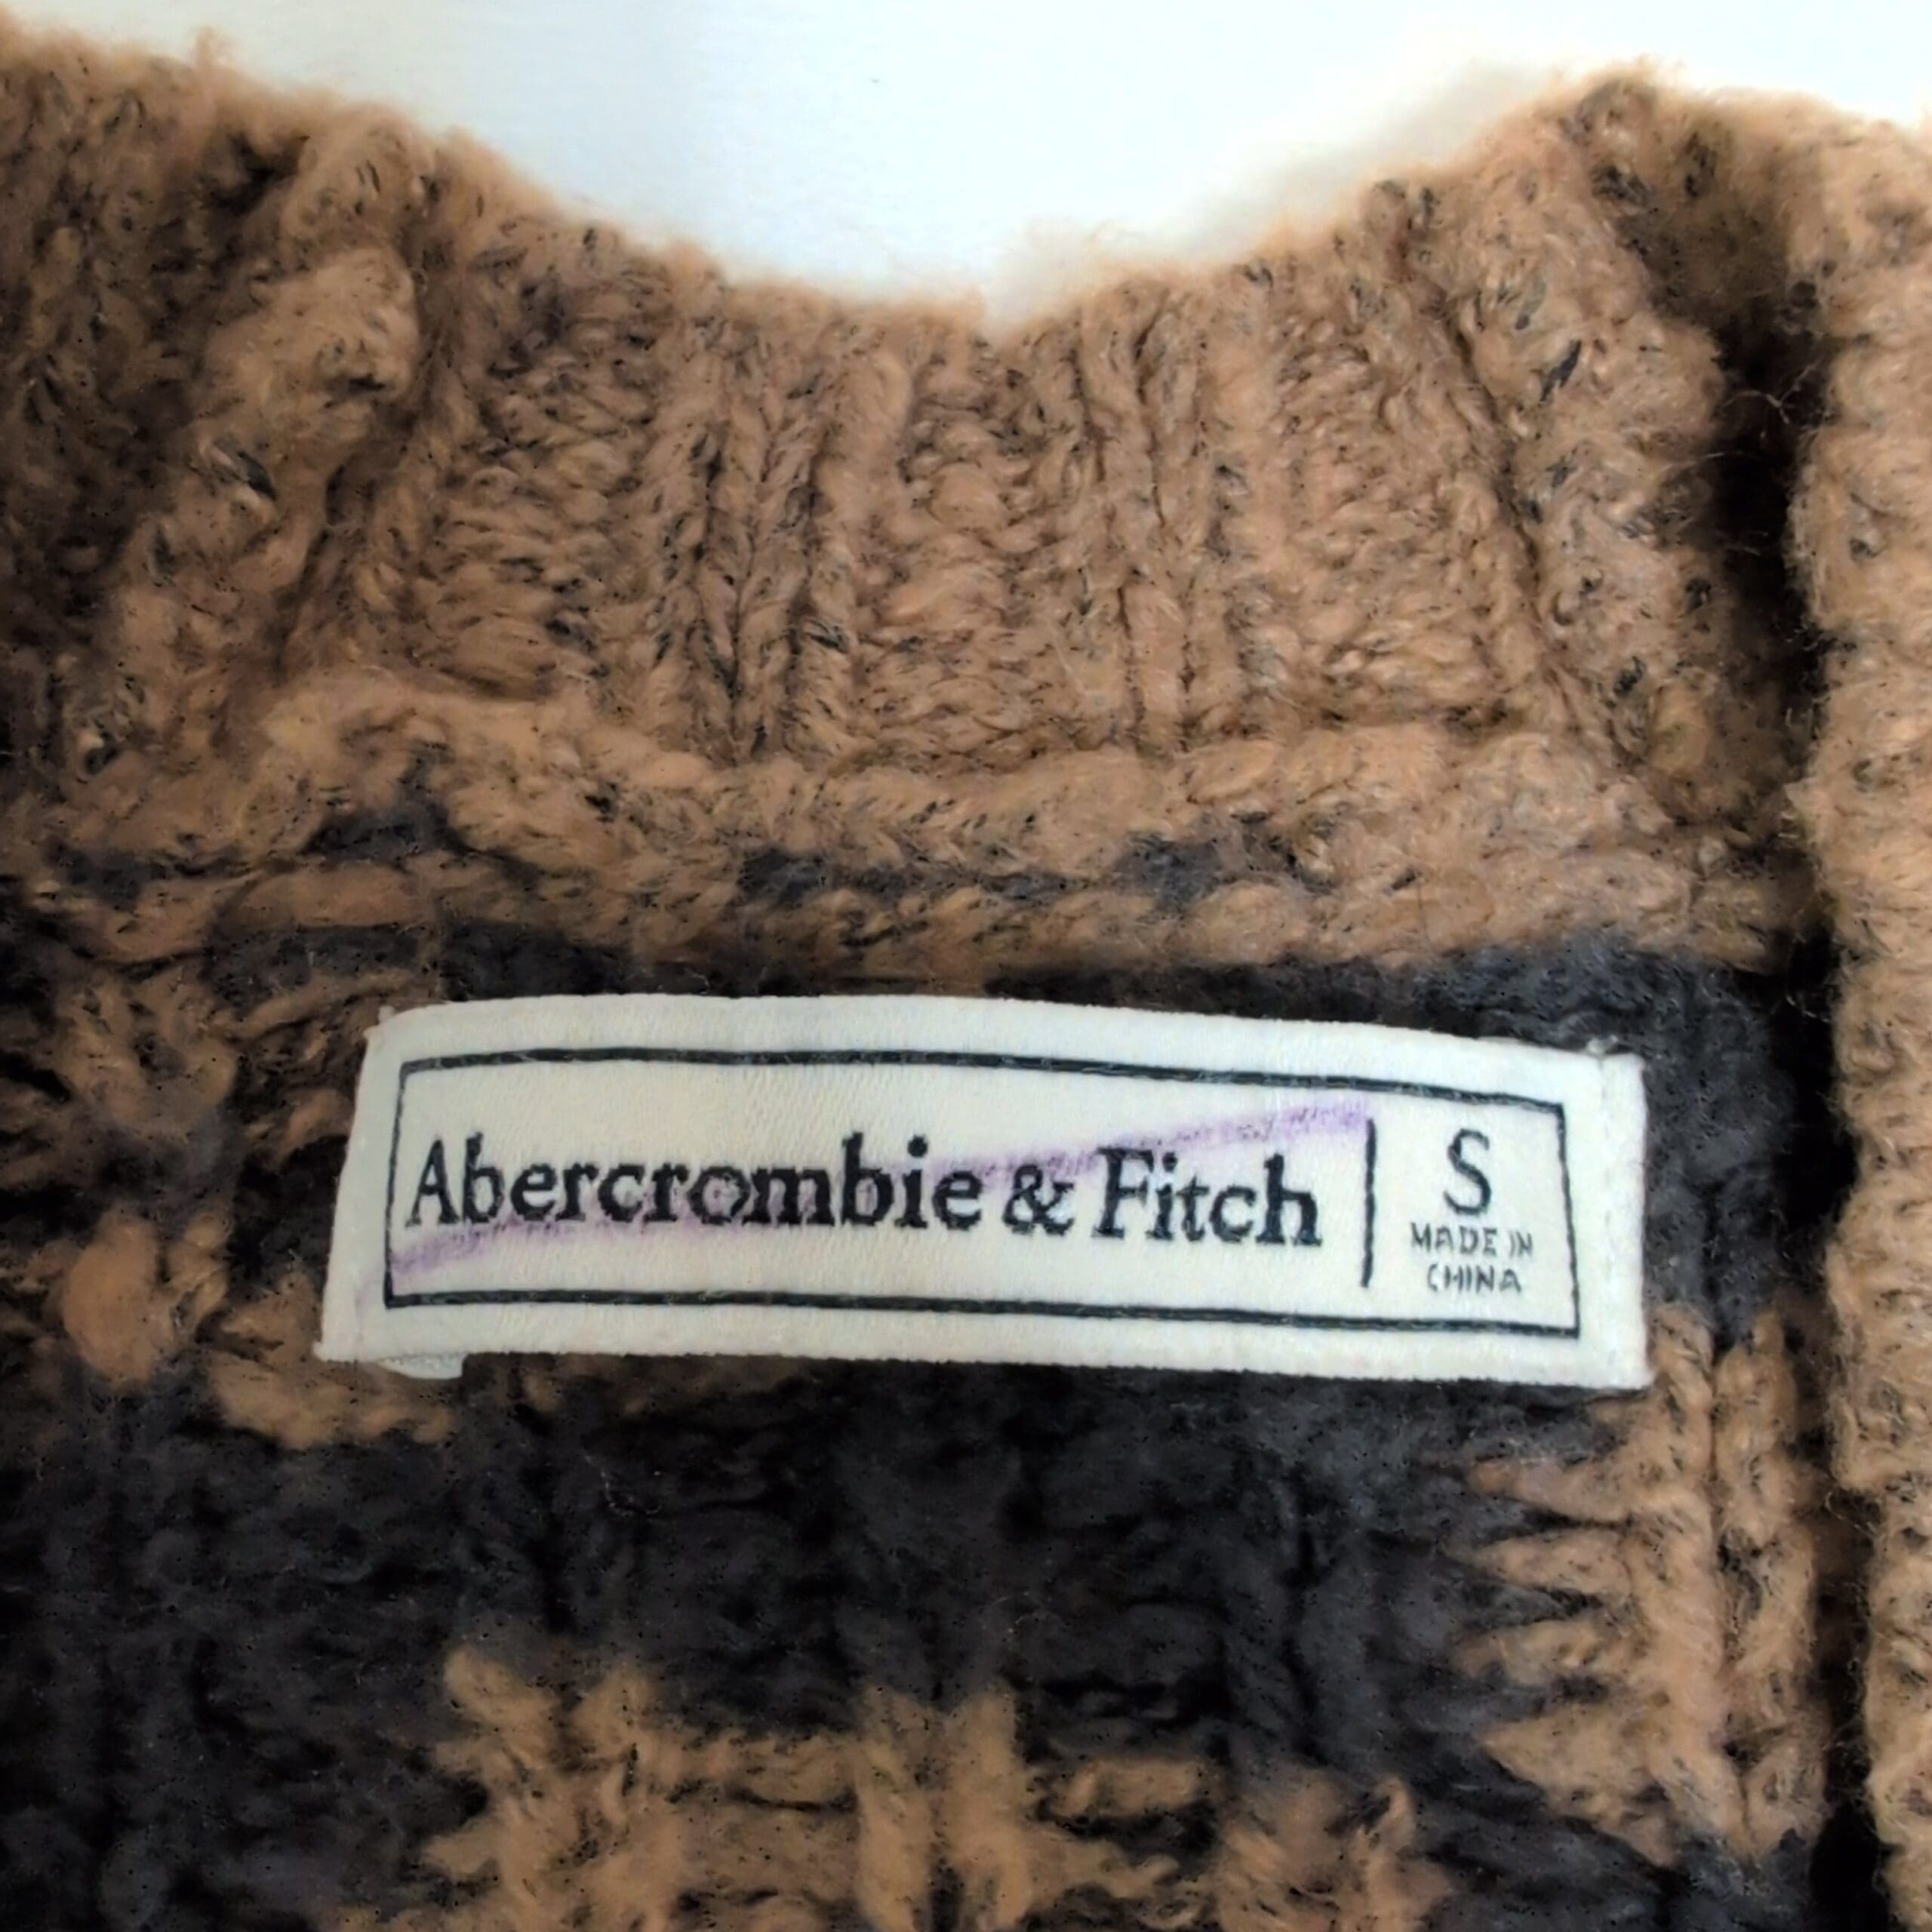 Abercrombie & Fitch
S
MADE IN
CHINA